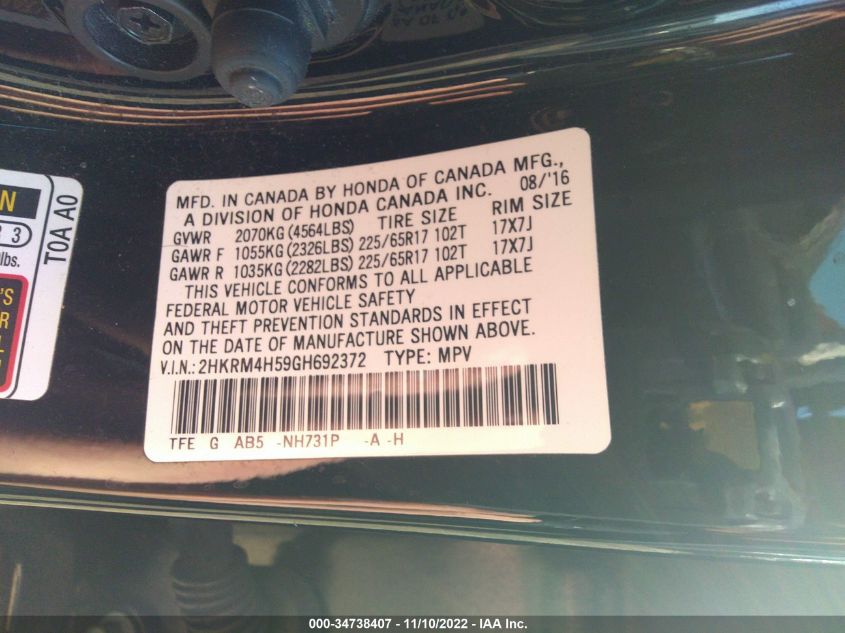 MFD. IN CANADA BY HONDA OF CANADA MFG.,
A DIVISION OF HONDA CANADA INC. 08/'16
GVWR 2070KG (4564LBS) TIRE SIZE RIM SIZE
GAWR F 1055KG (2326LBS) 225/65R17 102T 17X7J
GAWR R 1035KG (2282LBS) 225/65R17 102T 17X7J
THIS VEHICLE CONFORMS TO ALL APPLICABLE
FEDERAL MOTOR VEHICLE SAFETY
AND THEFT PREVENTION STANDARDS IN EFFECT
ON THE DATE OF MANUFACTURE SHOWN ABOVE.
V.I.N.: 2HKRM4H59GH692372 TYPE: MPV
TFE G AB5 -NH731P -A -H
N
3
lbs.
'S
R
L
T0A A0
000-34738407 - 11/10/2022 - IAA Inc.